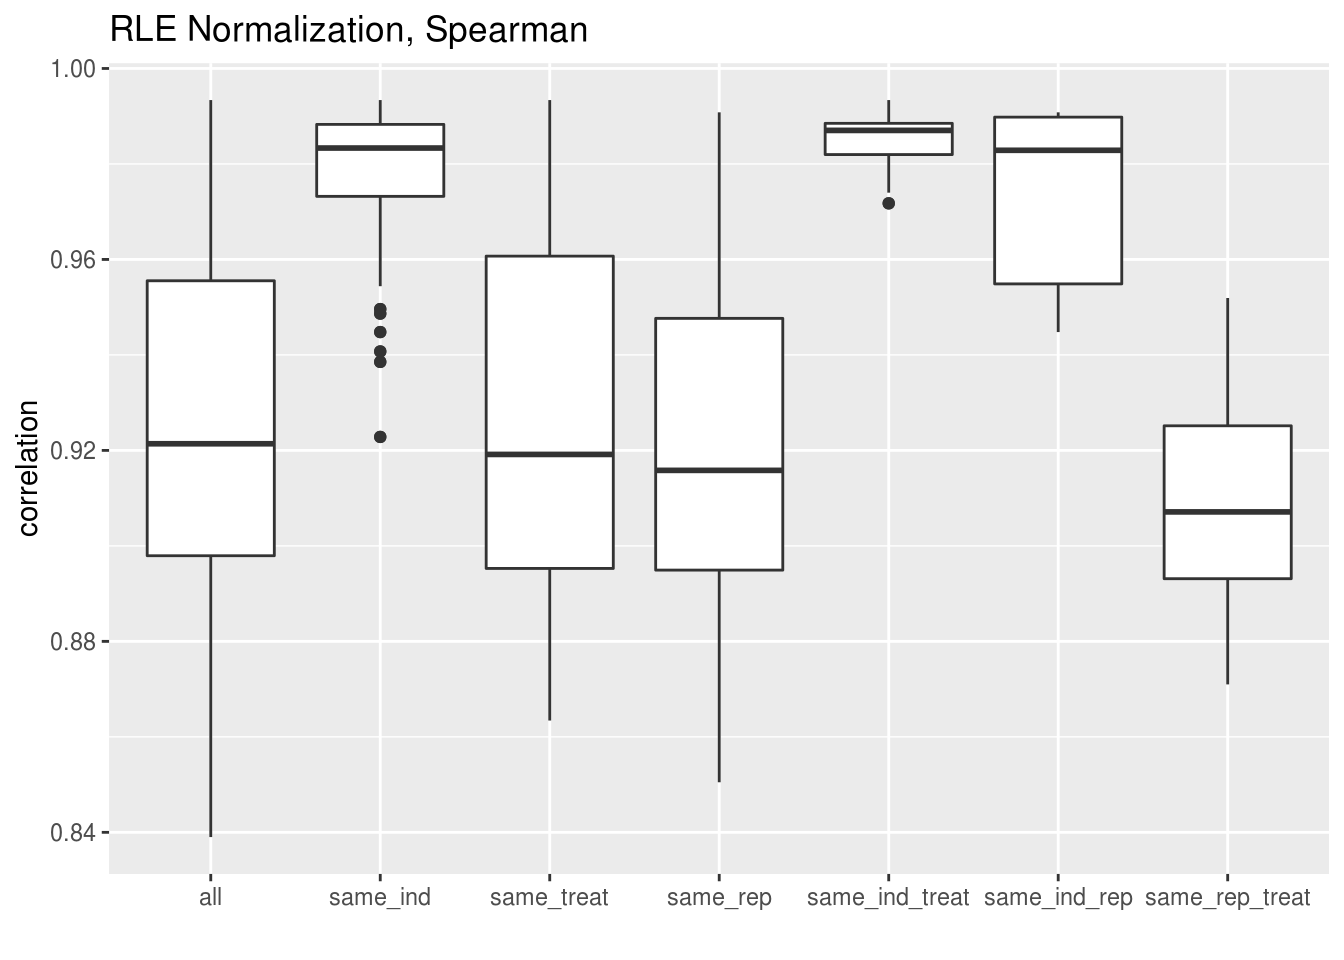 RLE Normalization, Spearman
correlation
1.00
0.96
0.92
0.88
0.84
all same_ind same_treat same_rep same_ind_treat same_ind_rep same_rep_treat